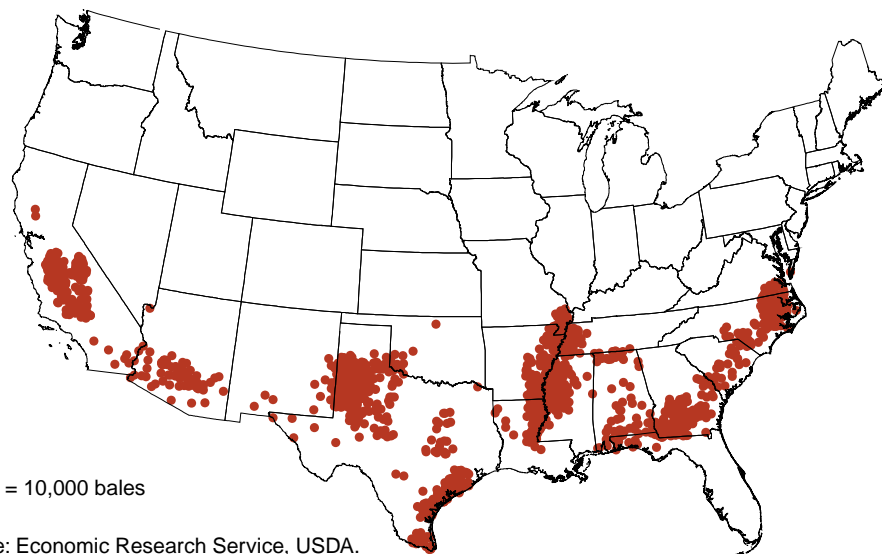 = 10,000 bales
e: Economic Research Service, USDA.